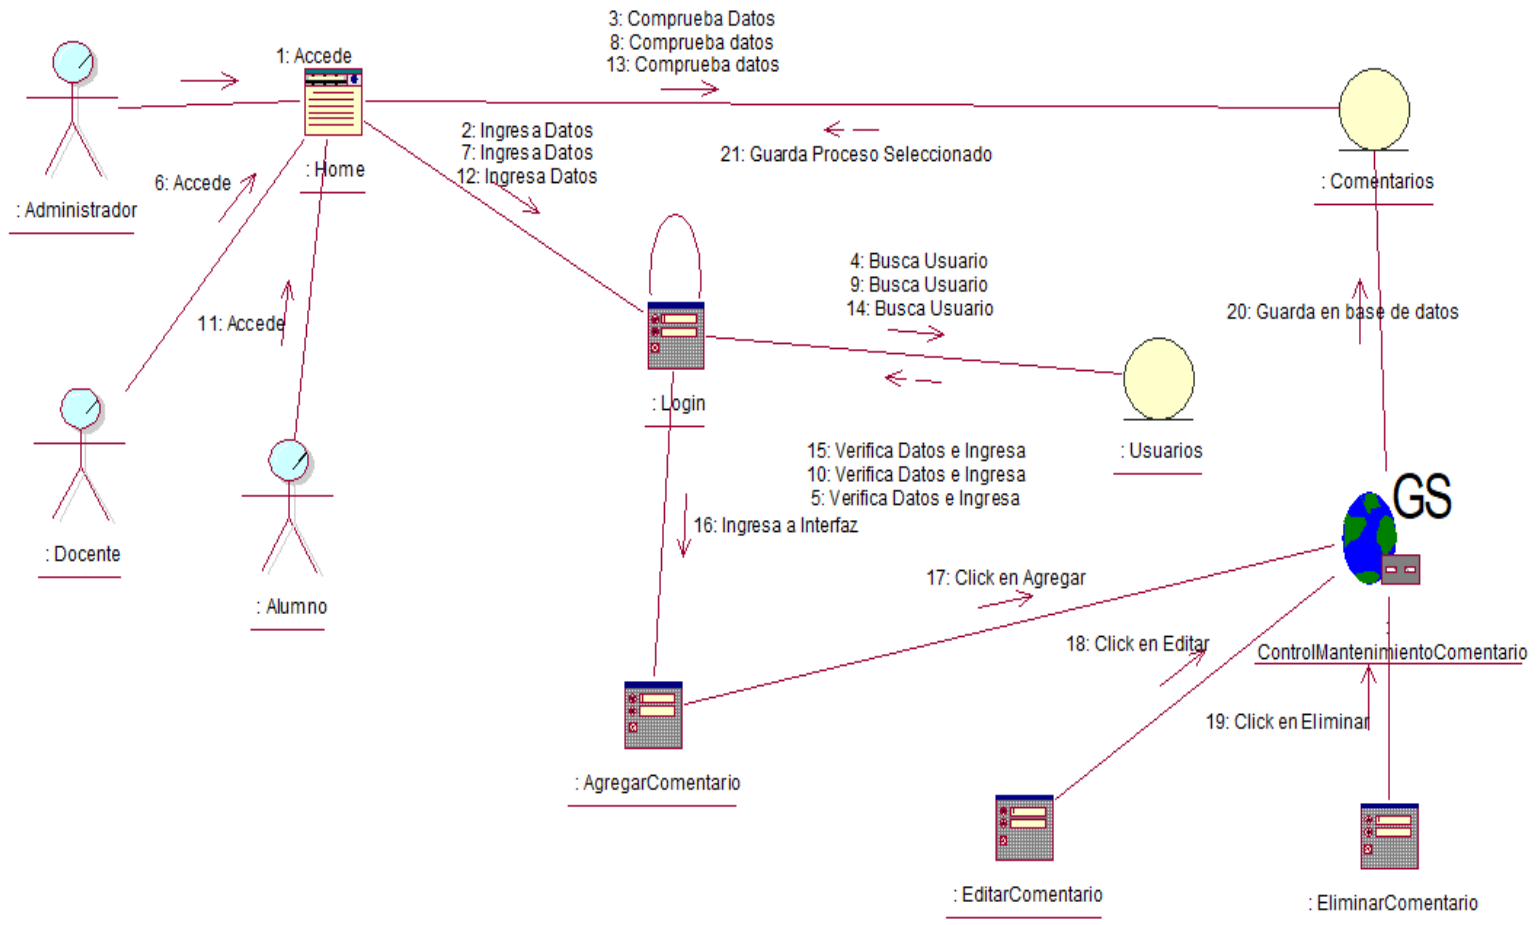 3: Comprueba Datos
8: Comprueba datos
13: Comprueba datos
1: Accede
2: Ingresa Datos
7: Ingresa Datos
12: Ingresa Datos
21: Guarda Proceso Seleccionado
: Home
6: Accede
: Comentarios
: Administrador
4: Busca Usuario
9: Busca Usuario
14: Busca Usuario
11: Accede
20: Guarda en base de datos
: Login
: Usuarios
15: Verifica Datos e Ingresa
10: Verifica Datos e Ingresa
5: Verifica Datos e Ingresa
GS
16: Ingresa a Interfaz
: Docente
17: Click en Agregar
: Alumno
18: Click en Editar
:
ControlMantenimientoComentario
19: Click en Eliminar
: AgregarComentario
: EditarComentario
: EliminarComentario